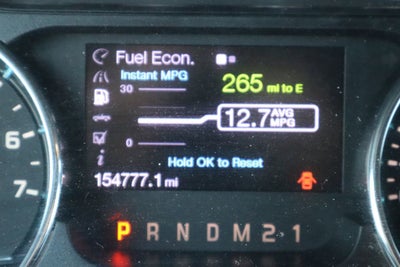 Fuel Econ.
Instant MPG
30
265 mi to E
12.7 AVG MPG
0
Hold OK to Reset
154777.1 mi
P R N D M 2 1
6
7